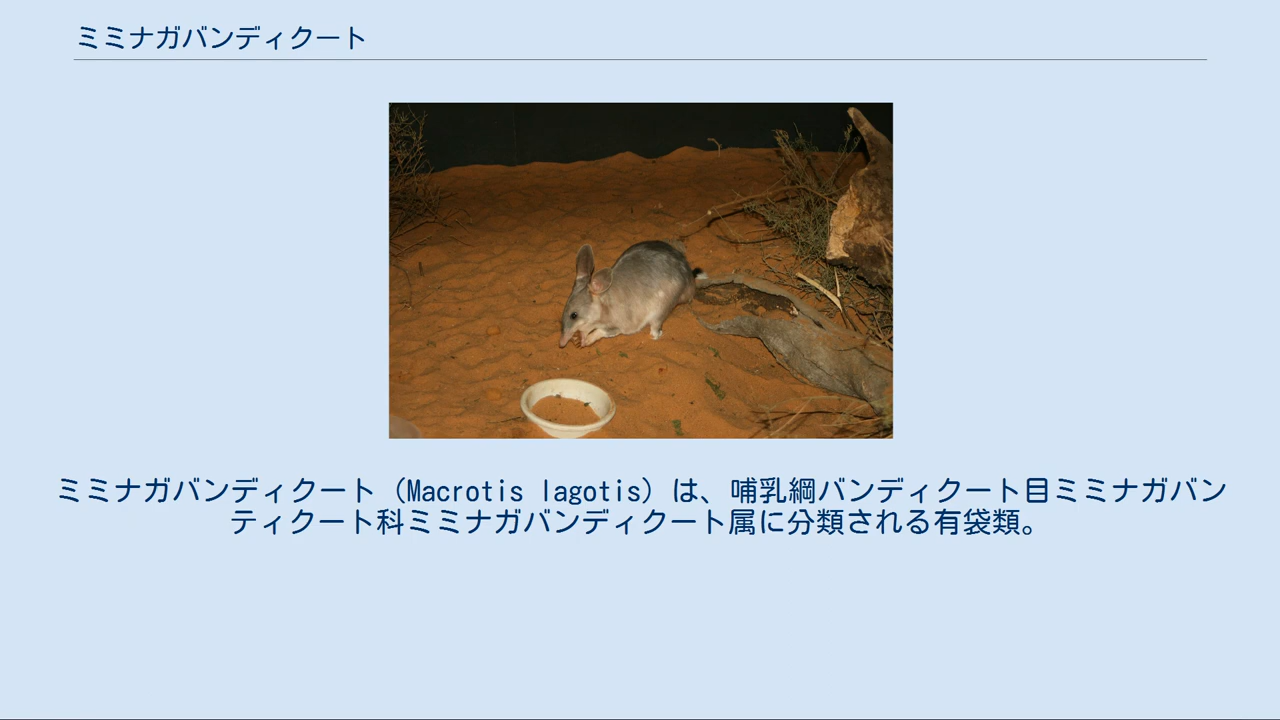 ミミナガバンディクート
ミミナガバンディクート（Macrotis lagotis）は、哺乳綱バンディクート目ミミナガバン
ティクート科ミミナガバンディクート属に分類される有袋類。